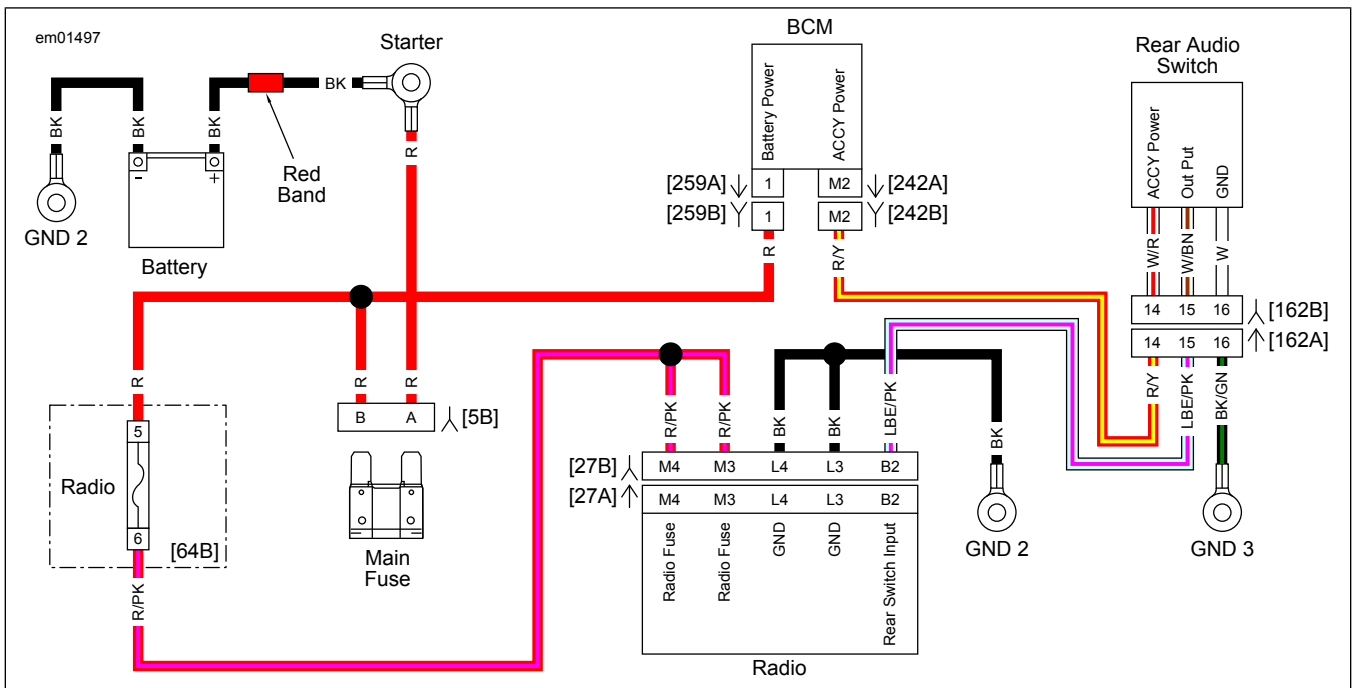 em01497
Starter
BCM
Rear Audio
Switch
BK
BK
BK
R
Red
Band
-
+
GND 2
Battery
Battery Power
ACCY Power
[259A]
1
M2
[242A]
[259B]
1
M2
[242B]
R
R/Y
ACCY Power
Out Put
GND
W/R
W/BN
W
14
15
16
[162B]
14
15
16
[162A]
R/Y
LBE/PK
BK/GN
GND 3
R
5
Radio
6
[64B]
R/PK
R
R
B
A
[5B]
Main
Fuse
R/PK
R/PK
BK
BK
LBE/PK
BK
GND 2
[27B]
M4
M3
L4
L3
B2
[27A]
M4
M3
L4
L3
B2
Radio Fuse
Radio Fuse
GND
GND
Rear Switch Input
Radio